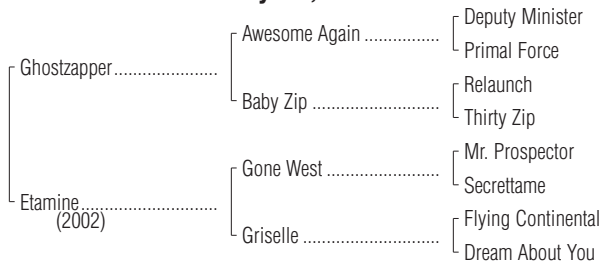 Deputy Minister
Awesome Again ................
Primal Force
Ghostzapper......................
Relaunch
Baby Zip ...........................
Thirty Zip
Mr. Prospector
Gone West ........................
Secrettame
Etamine.............................
(2002)
Flying Continental
Griselle .............................
Dream About You